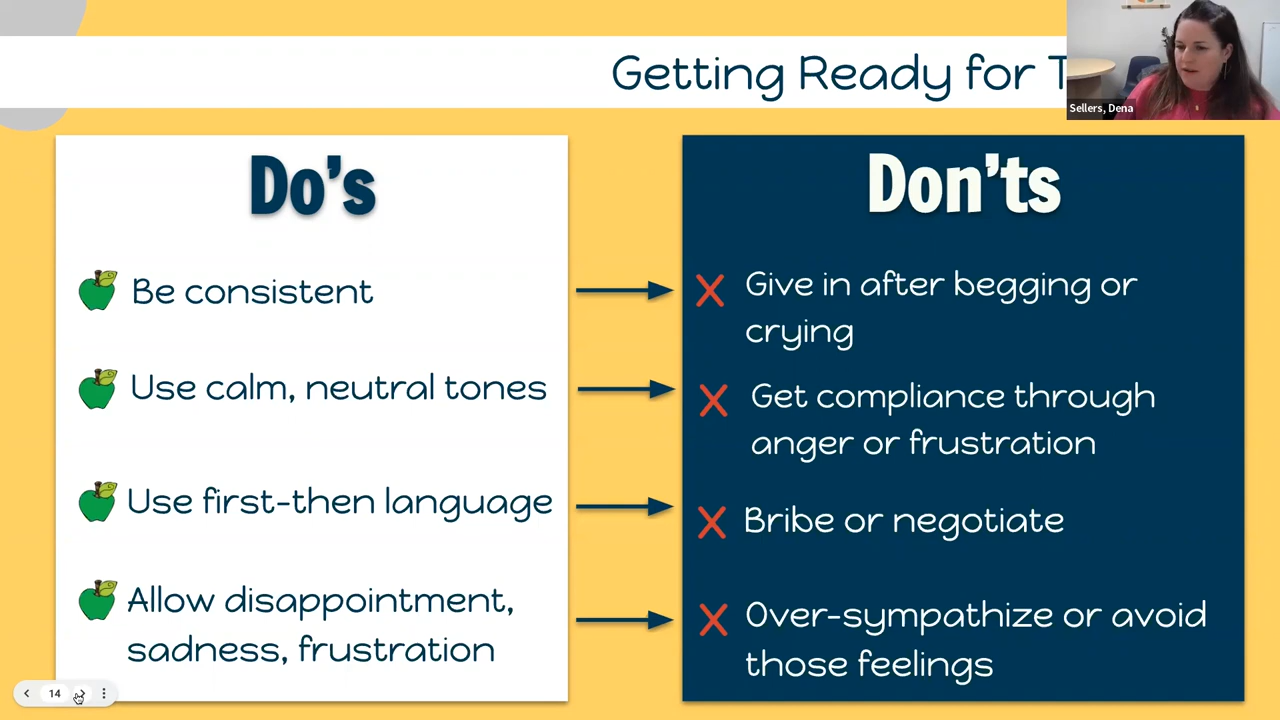 Getting Ready for T
Sellers, Dena
Do's
Be consistent
Use calm, neutral tones
Use first-then language
Allow disappointment,
sadness, frustration
Don'ts
Give in after begging or
crying
Get compliance through
anger or frustration
Bribe or negotiate
Over-sympathize or avoid
those feelings
14